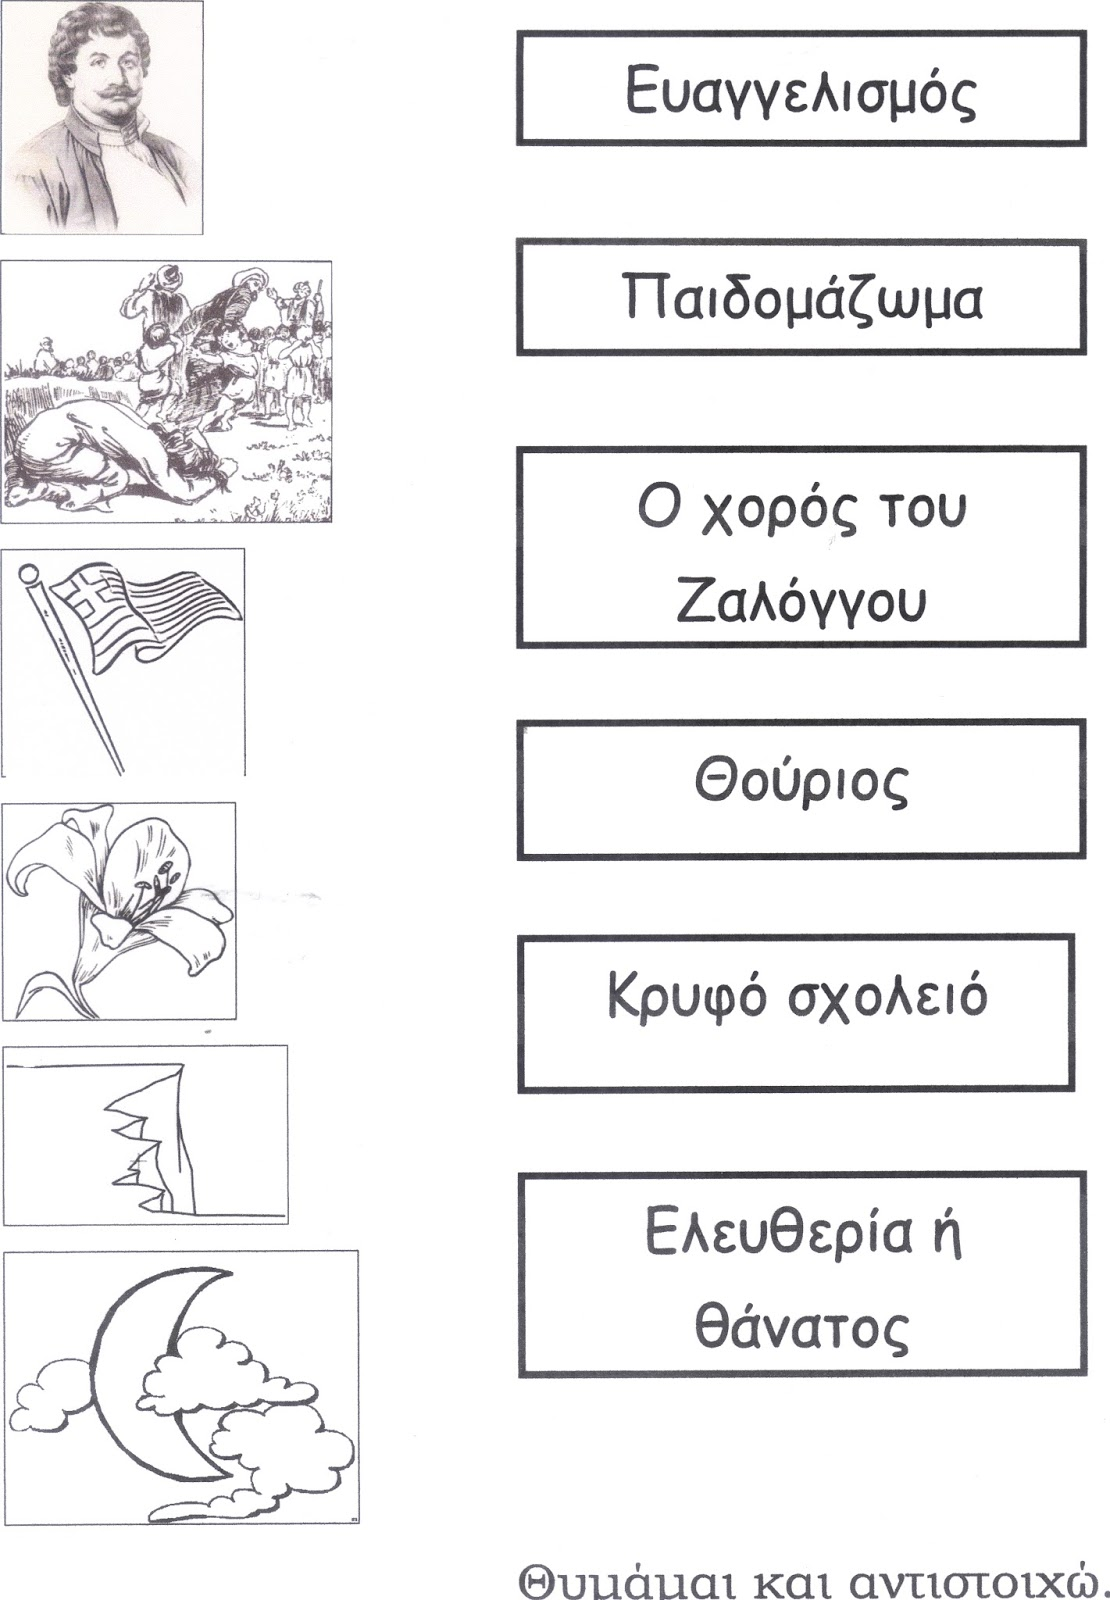 Ευαγγελισμός
Παιδομάζωμα
Ο χορός του
Ζαλόγγου
Θούριος
Κρυφό σχολειό
Ελευθερία ή
θάνατος
Θυμάμαι και αντιστοιχώ.